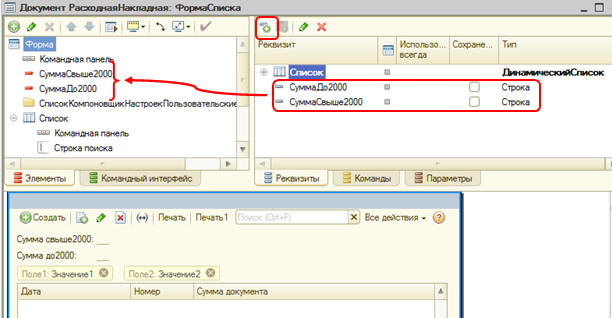 Документ РасходнаяНакладная: ФормаСписка
Форма
Командная панель
СуммаСвыше2000
СуммаДо2000
СписокКомпоновщикНастроекПользовательские
Список
Командная панель
Строка поиска
Элементы
Командный интерфейс
Реквизит
Использо...
всегда
Сохране...
Тип
Список
ДинамическийСписок
СуммаДо2000
Строка
СуммаСвыше2000
Строка
Реквизиты
Команды
Параметры
Создать
Печать
Печать1
Поиск (Ctrl+F)
Все действия
Сумма свыше2000:
Сумма до2000:
Поле1: Значение1
Поле2: Значение2
Дата
Номер
Сумма документа